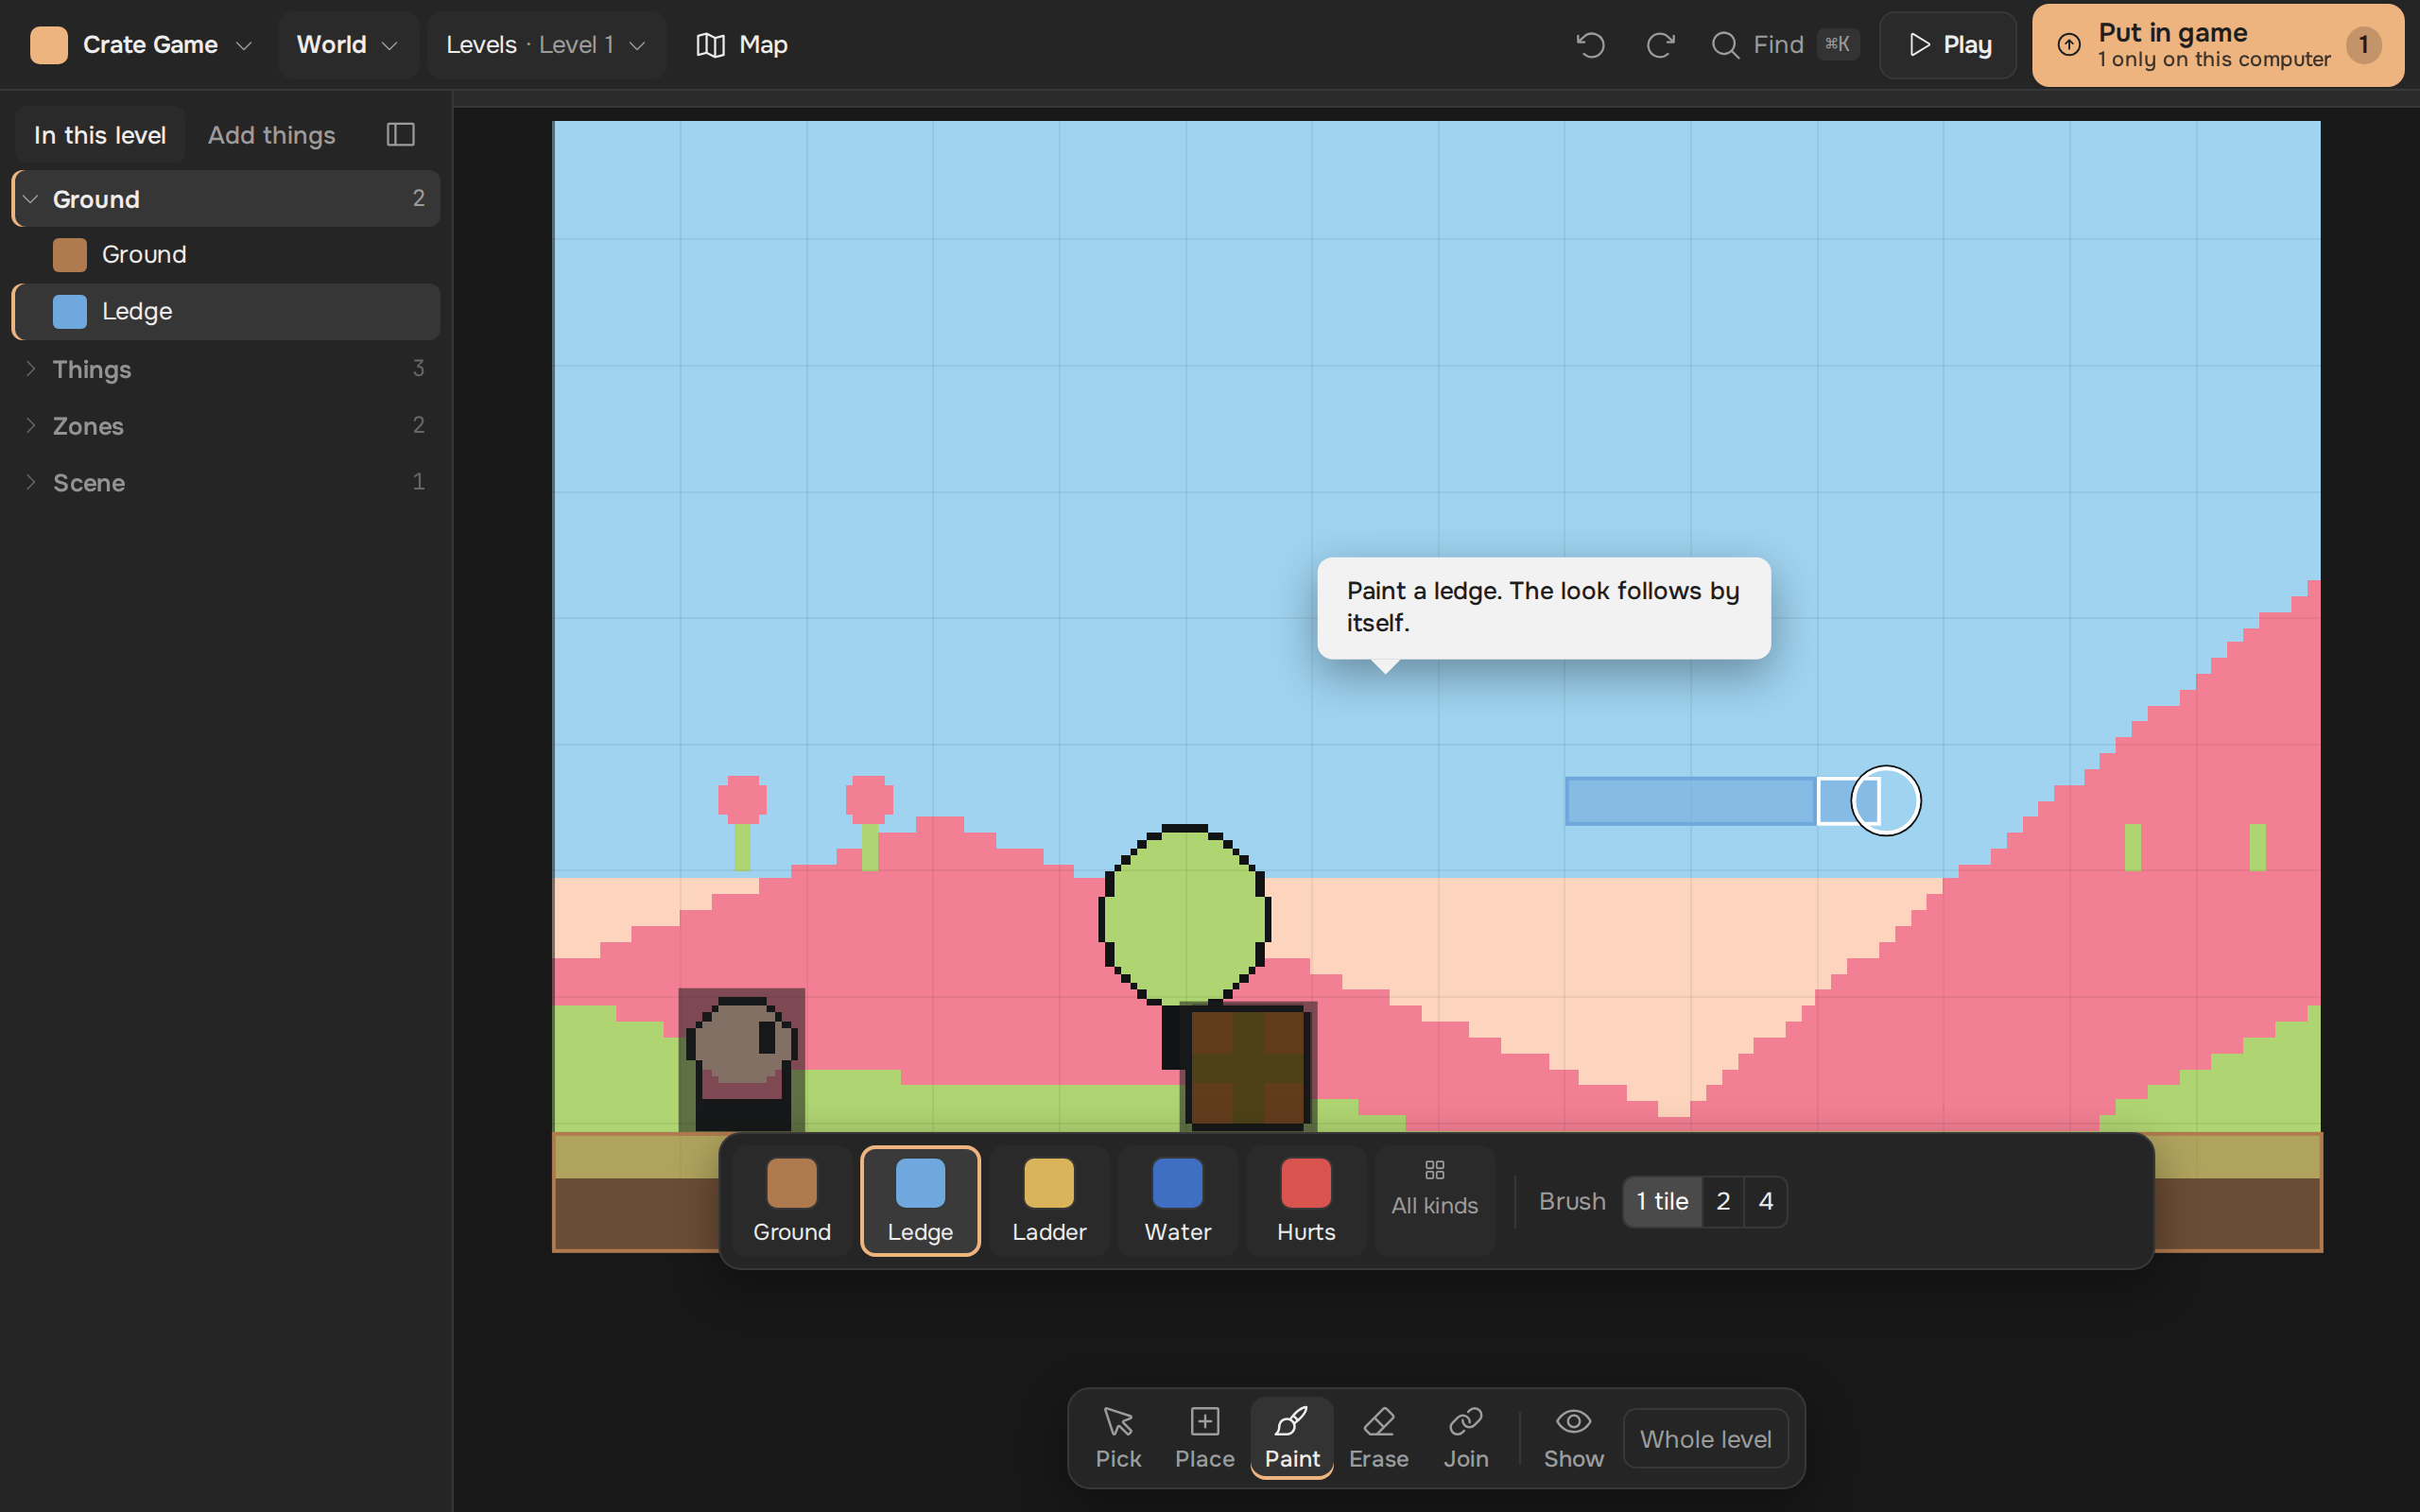 Crate Game
World
Levels · Level 1
Map
Find ⌘K
Play
Put in game
1 only on this computer
1
In this level
Add things
Ground 2
Ground
Ledge
Things 3
Zones 2
Scene 1
Paint a ledge. The look follows by
itself.
Ground
Ledge
Ladder
Water
Hurts
All kinds
Brush
1 tile
2
4
Pick
Place
Paint
Erase
Join
Show
Whole level